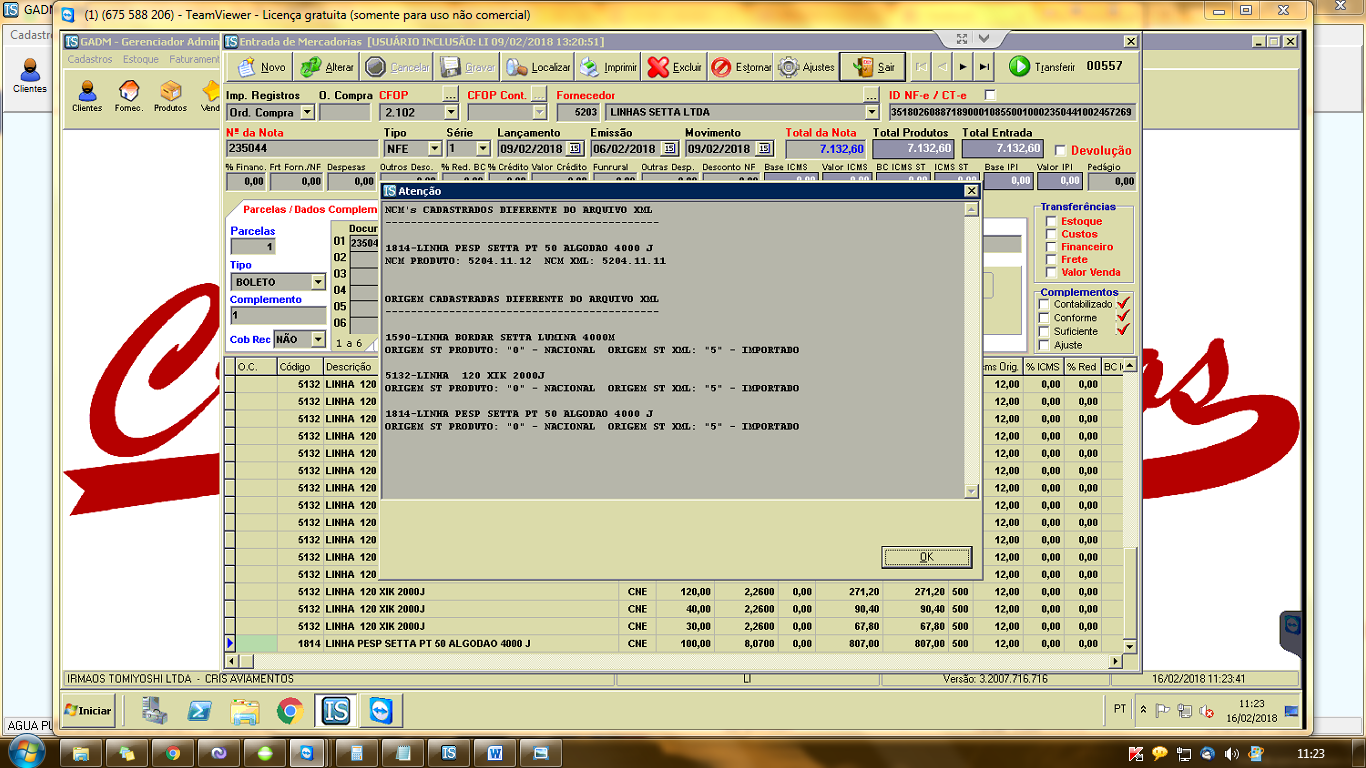 GADM
(1) (675 588 206) - TeamViewer - Licença gratuita (somente para uso não comercial)
Cadastro
Clientes
GADM - Gerenciador Admin
Entrada de Mercadorias [USUÁRIO INCLUSÃO: LI 09/02/2018 13:20:51]
Cadastros Estoque Faturament
Clientes Fornec. Produtos Vend
Novo Alterar Cancelar Gravar Localizar Imprimir Excluir Estornar Ajustes Sair Transferir 00557
Imp. Registros O. Compra CFOP ... CFOP Cont. ... Fornecedor ... ID NF-e / CT-e
Ord. Compra 2.102 5203 LINHAS SETTA LTDA 35180260887189000108550010002350441002457269
Nº da Nota Tipo Série Lançamento Emissão Movimento Total da Nota Total Produtos Total Entrada
235044 NFE 1 09/02/2018 06/02/2018 09/02/2018 7.132,60 7.132,60 7.132,60 Devolução
% Financ. Frt Forn./NF Despesas Outros Desc. % Red. BC % Crédito Valor Crédito Funrural Outras Desp. Desconto NF Base ICMS Valor ICMS BC ICMS ST ICMS ST Base IPI Valor IPI Pedágio
0,00 0,00 0,00 0,00 0,00 0,00
Atenção
NCM's CADASTRADOS DIFERENTE DO ARQUIVO XML
------------------------------------------
1814-LINHA PESP SETTA PT 50 ALGODAO 4000 J
NCM PRODUTO: 5204.11.12 NCM XML: 5204.11.11
ORIGEM CADASTRADAS DIFERENTE DO ARQUIVO XML
------------------------------------------
1590-LINHA BORDAR SETTA LUMINA 4000M
ORIGEM ST PRODUTO: "0" - NACIONAL ORIGEM ST XML: "5" - IMPORTADO
5132-LINHA 120 XIK 2000J
ORIGEM ST PRODUTO: "0" - NACIONAL ORIGEM ST XML: "5" - IMPORTADO
1814-LINHA PESP SETTA PT 50 ALGODAO 4000 J
ORIGEM ST PRODUTO: "0" - NACIONAL ORIGEM ST XML: "5" - IMPORTADO
OK
Parcelas / Dados Complem
Parcelas
1
Tipo
BOLETO
Complemento
1
Cob Rec NÃO
Docum
01 23504
02
03
04
05
06
1 a 6
Transferências
Estoque
Custos
Financeiro
Frete
Valor Venda
Complementos
Contabilizado
Conforme
Suficiente
Ajuste
O.C. Código Descrição ms Orig. % ICMS % Red BC I
5132 LINHA 120 12,00 0,00 0,00
5132 LINHA 120 12,00 0,00 0,00
5132 LINHA 120 12,00 0,00 0,00
5132 LINHA 120 12,00 0,00 0,00
5132 LINHA 120 12,00 0,00 0,00
5132 LINHA 120 12,00 0,00 0,00
5132 LINHA 120 12,00 0,00 0,00
5132 LINHA 120 12,00 0,00 0,00
5132 LINHA 120 12,00 0,00 0,00
5132 LINHA 120 12,00 0,00 0,00
5132 LINHA 120 12,00 0,00 0,00
5132 LINHA 120 12,00 0,00 0,00
5132 LINHA 120 XIK 2000J CNE 120,00 2,2600 0,00 271,20 271,20 500 12,00 0,00 0,00
5132 LINHA 120 XIK 2000J CNE 40,00 2,2600 0,00 90,40 90,40 500 12,00 0,00 0,00
5132 LINHA 120 XIK 2000J CNE 30,00 2,2600 0,00 67,80 67,80 500 12,00 0,00 0,00
1814 LINHA PESP SETTA PT 50 ALGODAO 4000 J CNE 100,00 8,0700 0,00 807,00 807,00 500 12,00 0,00 0,00
IRMAOS TOMIYOSHI LTDA - CRIS AVIAMENTOS LI Versão: 3.2007.716.716 16/02/2018 11:23:41
Iniciar IS PT 11:23
16/02/2018
AGUA PU
11:23